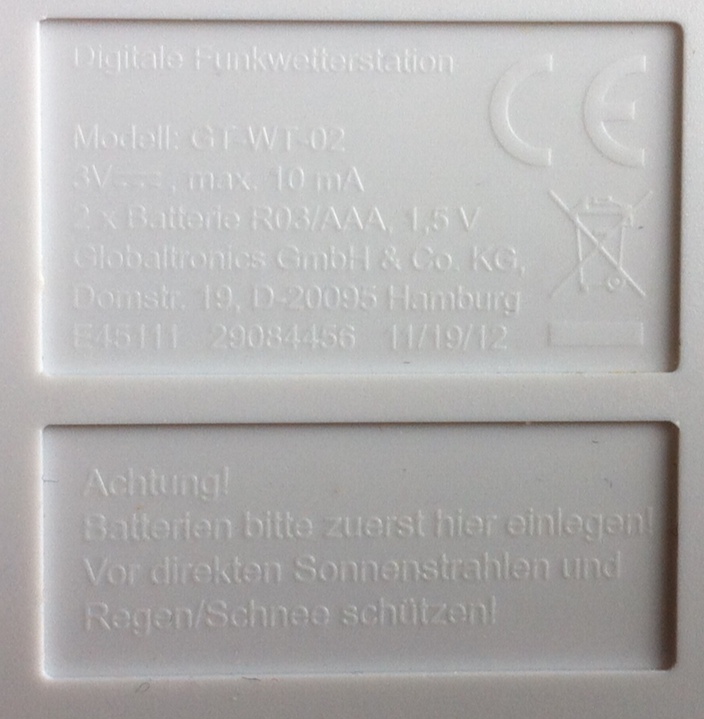 Digitale Funkwetterstation
CE
Modell: GT-WT-02
3V⎓, max. 10 mA
2 x Batterie R03/AAA, 1,5 V
Globaltronics GmbH & Co. KG,
Domstr. 19, D-20095 Hamburg
E45111 29084456 11/19/12
Achtung!
Batterien bitte zuerst hier einlegen!
Vor direkten Sonnenstrahlen und
Regen/Schnee schützen!